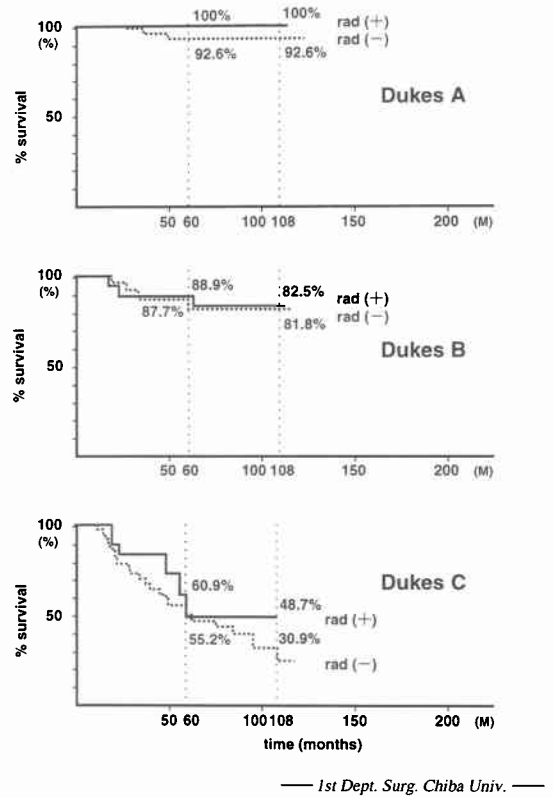 100
(%)
50
% survival
100%
100%
rad (+)
rad (−)
92.6%
92.6%
Dukes A
50 60 100 108 150 200 (M)
100
(%)
50
% survival
88.9%
82.5%
rad (+)
rad (−)
87.7%
81.8%
Dukes B
50 60 100 108 150 200 (M)
100
(%)
50
% survival
Dukes C
60.9%
48.7%
rad (+)
55.2%
30.9%
rad (−)
50 60 100 108 150 200 (M)
time (months)
1st Dept. Surg. Chiba Univ.